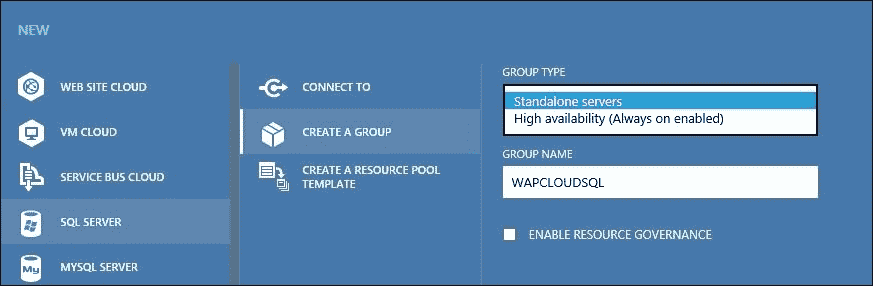 NEW
WEB SITE CLOUD
VM CLOUD
SERVICE BUS CLOUD
SQL SERVER
My
MYSQL SERVER
CONNECT TO
CREATE A GROUP
CREATE A RESOURCE POOL
TEMPLATE
GROUP TYPE
Standalone servers
High availability (Always on enabled)
GROUP NAME
WAPCLOUDSQL
ENABLE RESOURCE GOVERNANCE